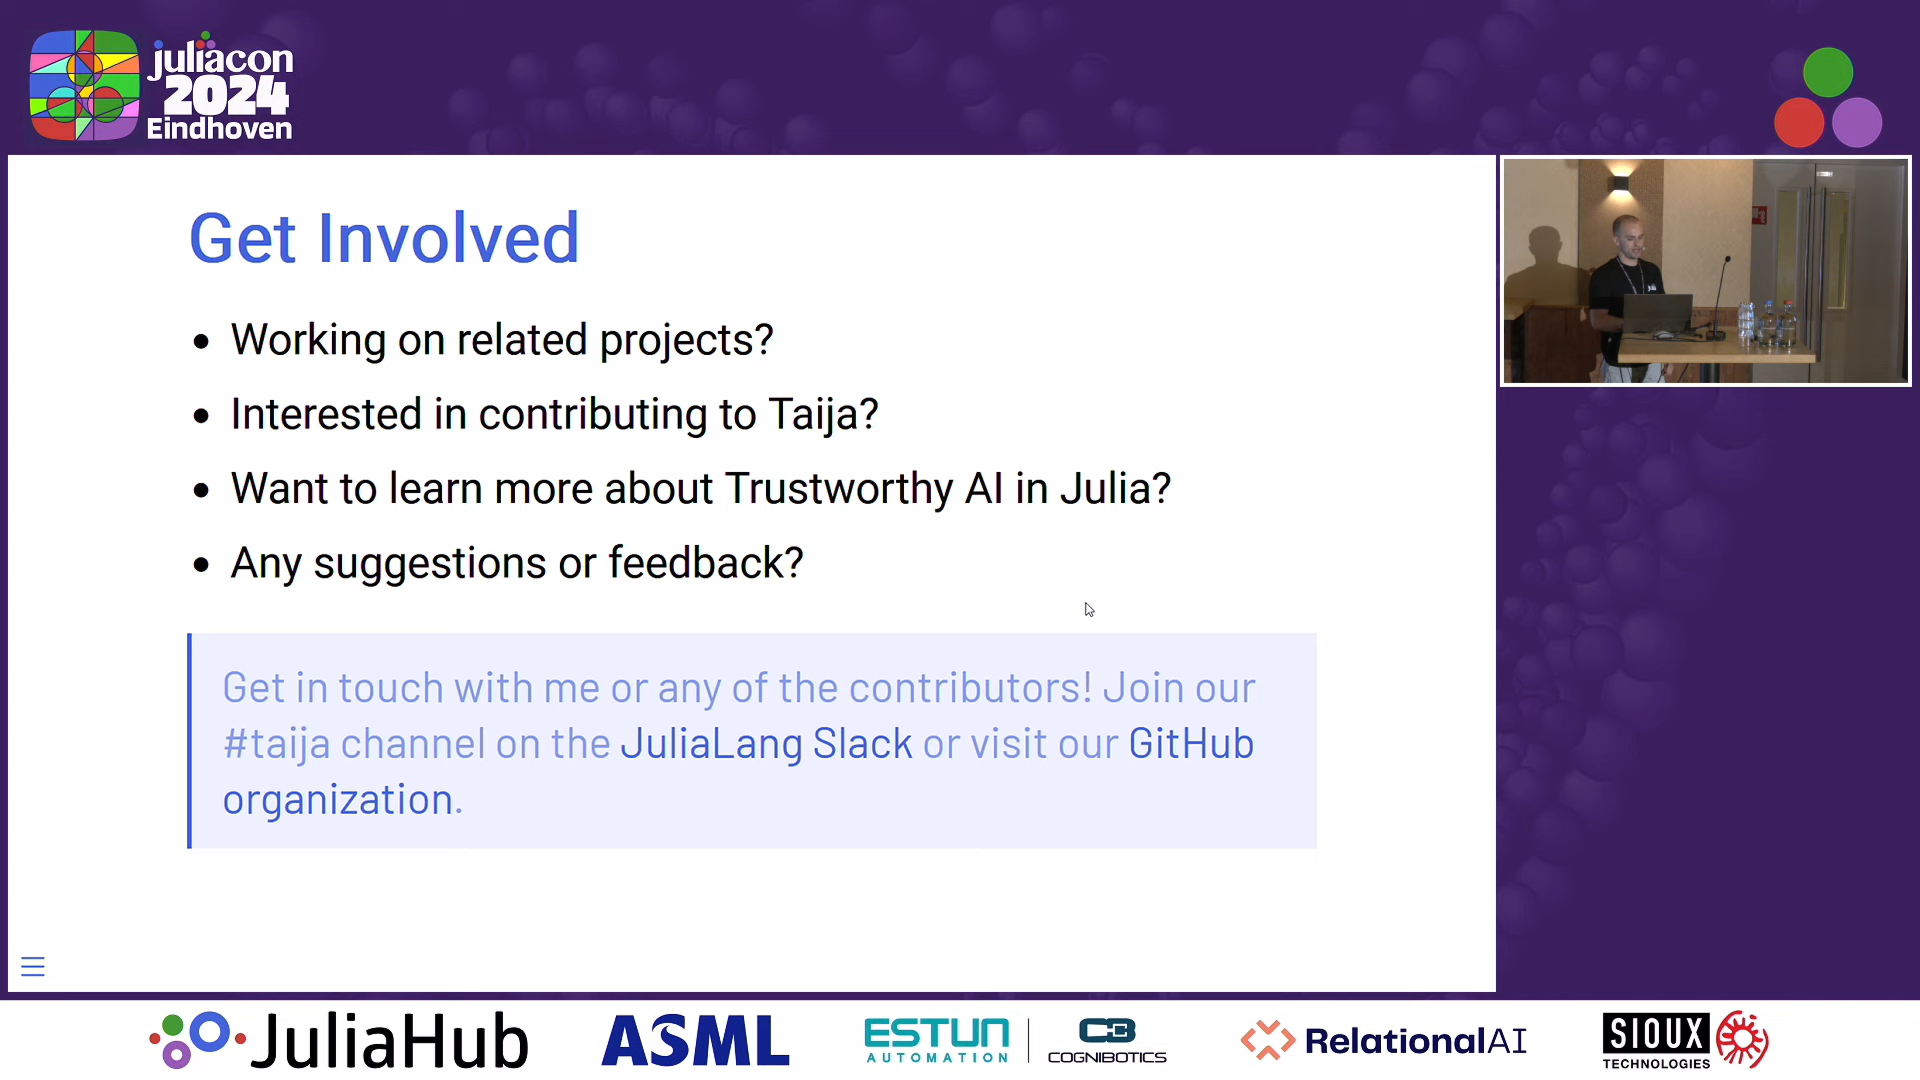 juliacon
2024
Eindhoven
Get Involved
Working on related projects?
Interested in contributing to Taija?
Want to learn more about Trustworthy AI in Julia?
Any suggestions or feedback?
Get in touch with me or any of the contributors! Join our
#taija channel on the JuliaLang Slack or visit our GitHub
organization.
JuliaHub
ASML
ESTUN
AUTOMATION
COGNIBOTICS
RelationalAI
SIOUX
TECHNOLOGIES